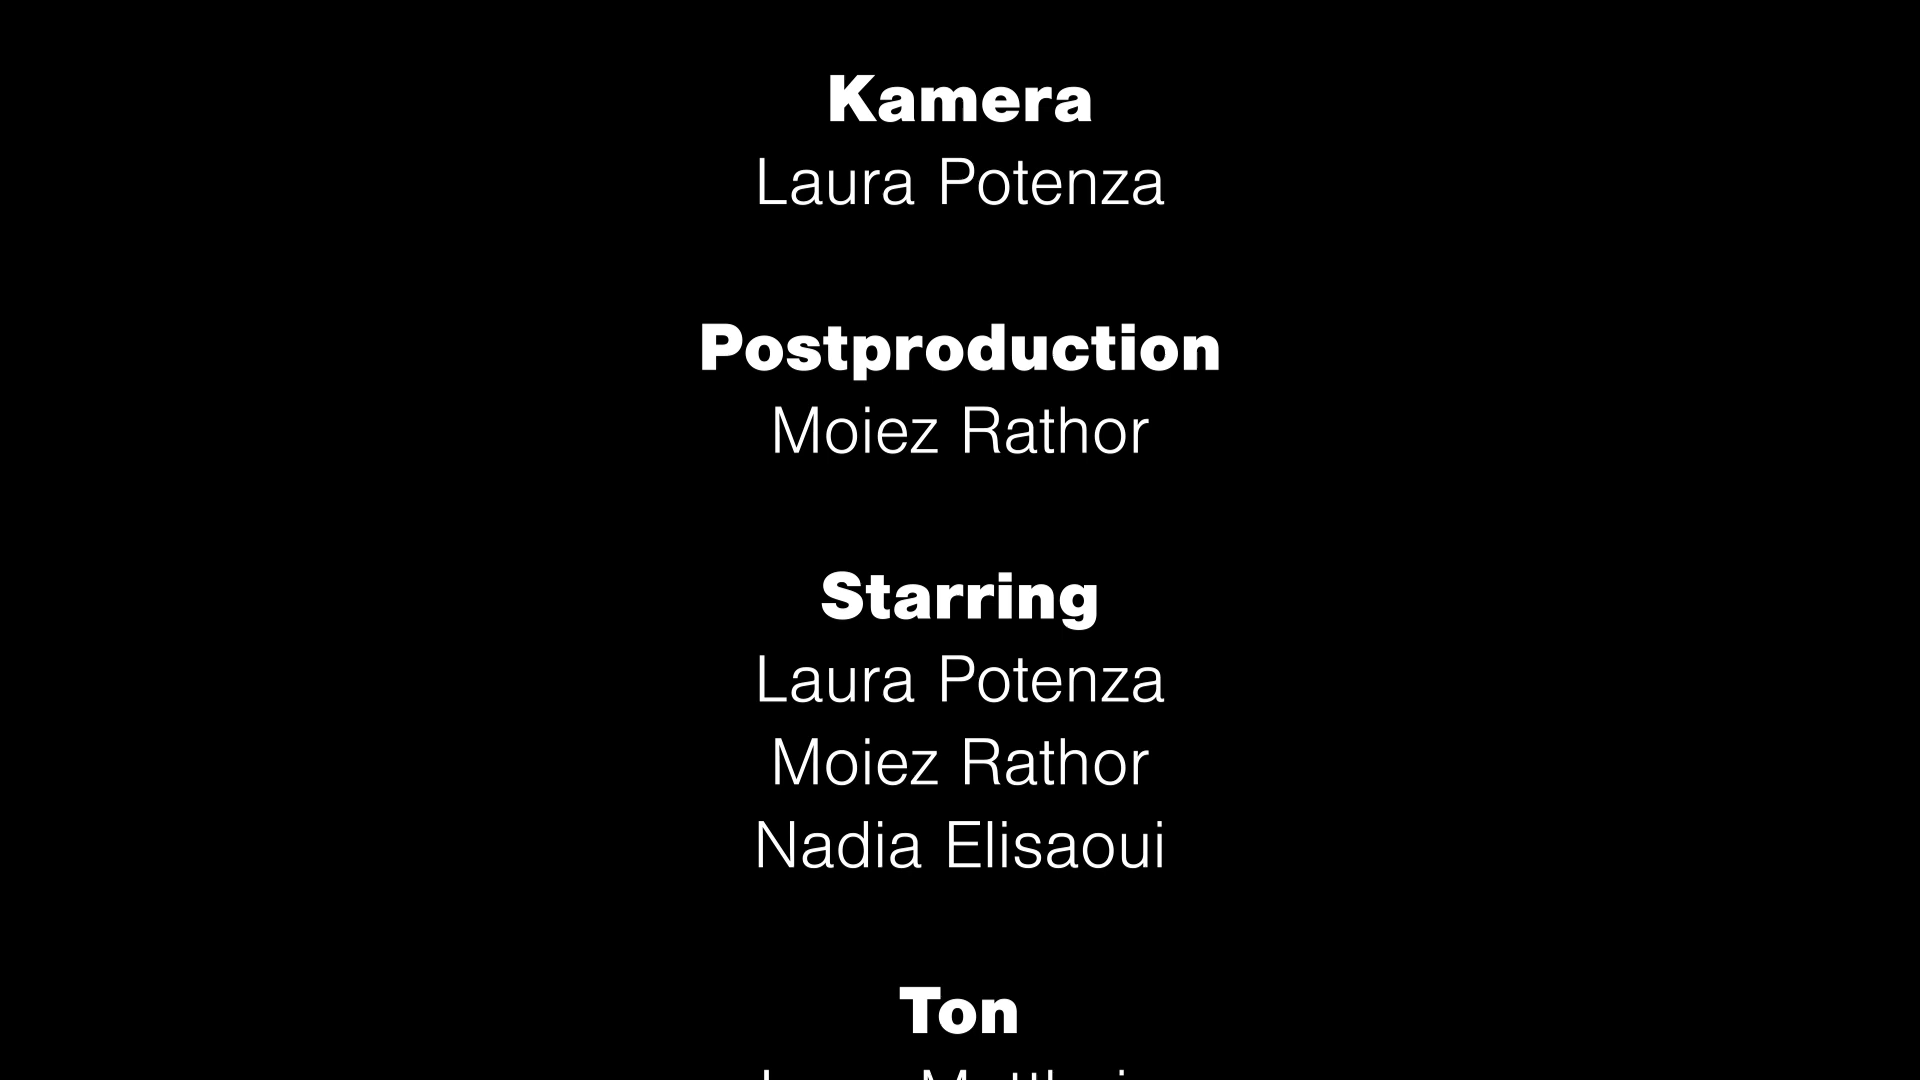 Kamera
Laura Potenza
Postproduction
Moiez Rathor
Starring
Laura Potenza
Moiez Rathor
Nadia Elisaoui
Ton